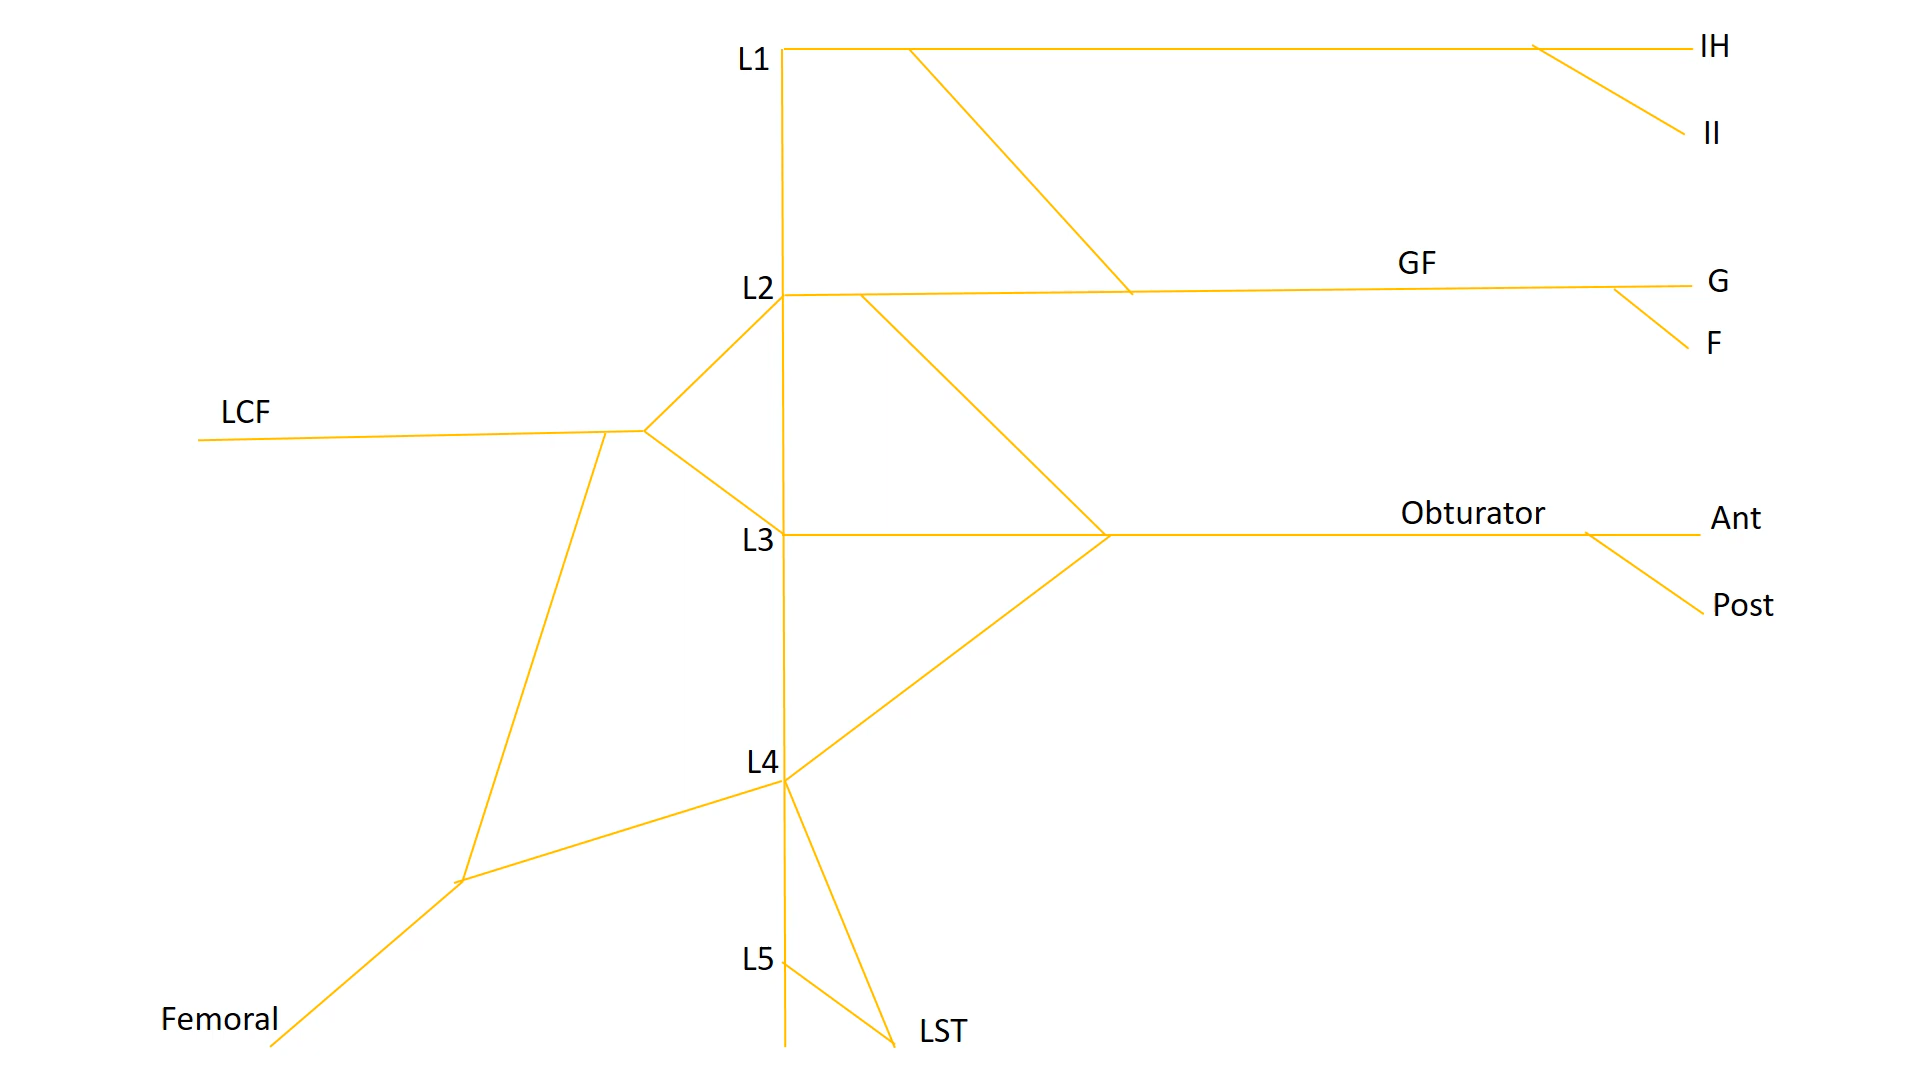 L1
IH
II
L2
GF
G
F
LCF
L3
Obturator
Ant
Post
L4
L5
Femoral
LST